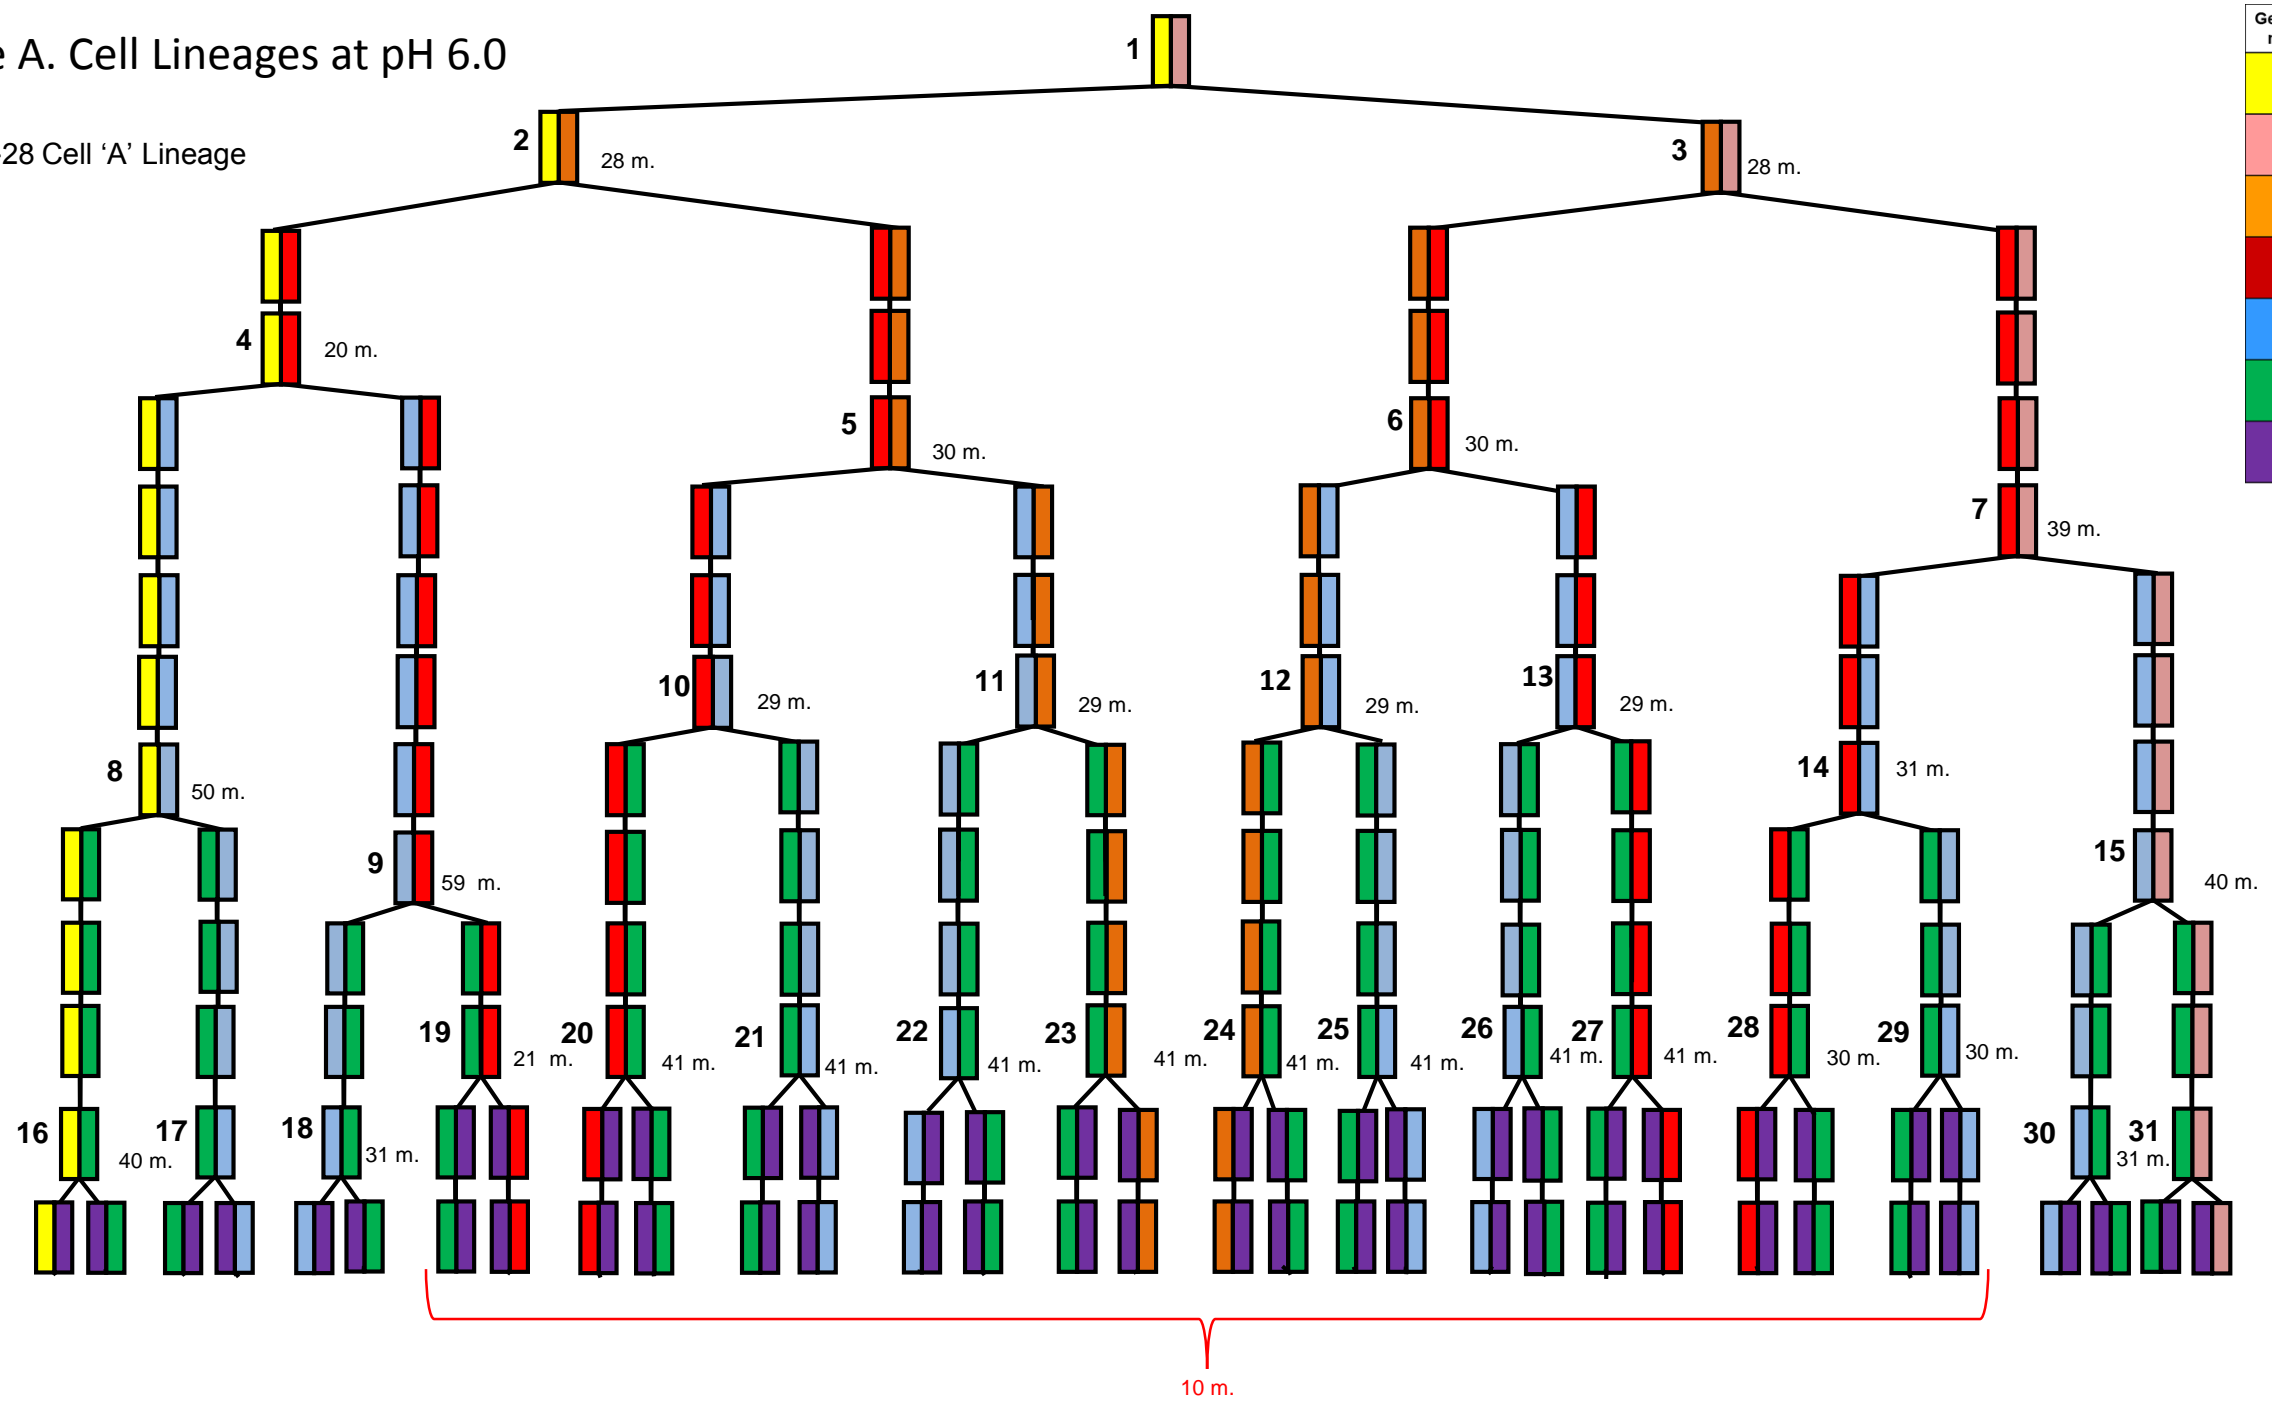 A. Cell Lineages at pH 6.0
28 Cell ‘A’ Lineage
1
2
28 m.
3
28 m.
4
20 m.
5
30 m.
6
30 m.
7
39 m.
8
50 m.
9
59 m.
10
29 m.
11
29 m.
12
29 m.
13
29 m.
14
31 m.
15
40 m.
16
40 m.
17
18
31 m.
19
21 m.
20
41 m.
21
41 m.
22
41 m.
23
41 m.
24
41 m.
25
41 m.
26
41 m.
27
41 m.
28
30 m.
29
30 m.
30
31
31 m.
10 m.